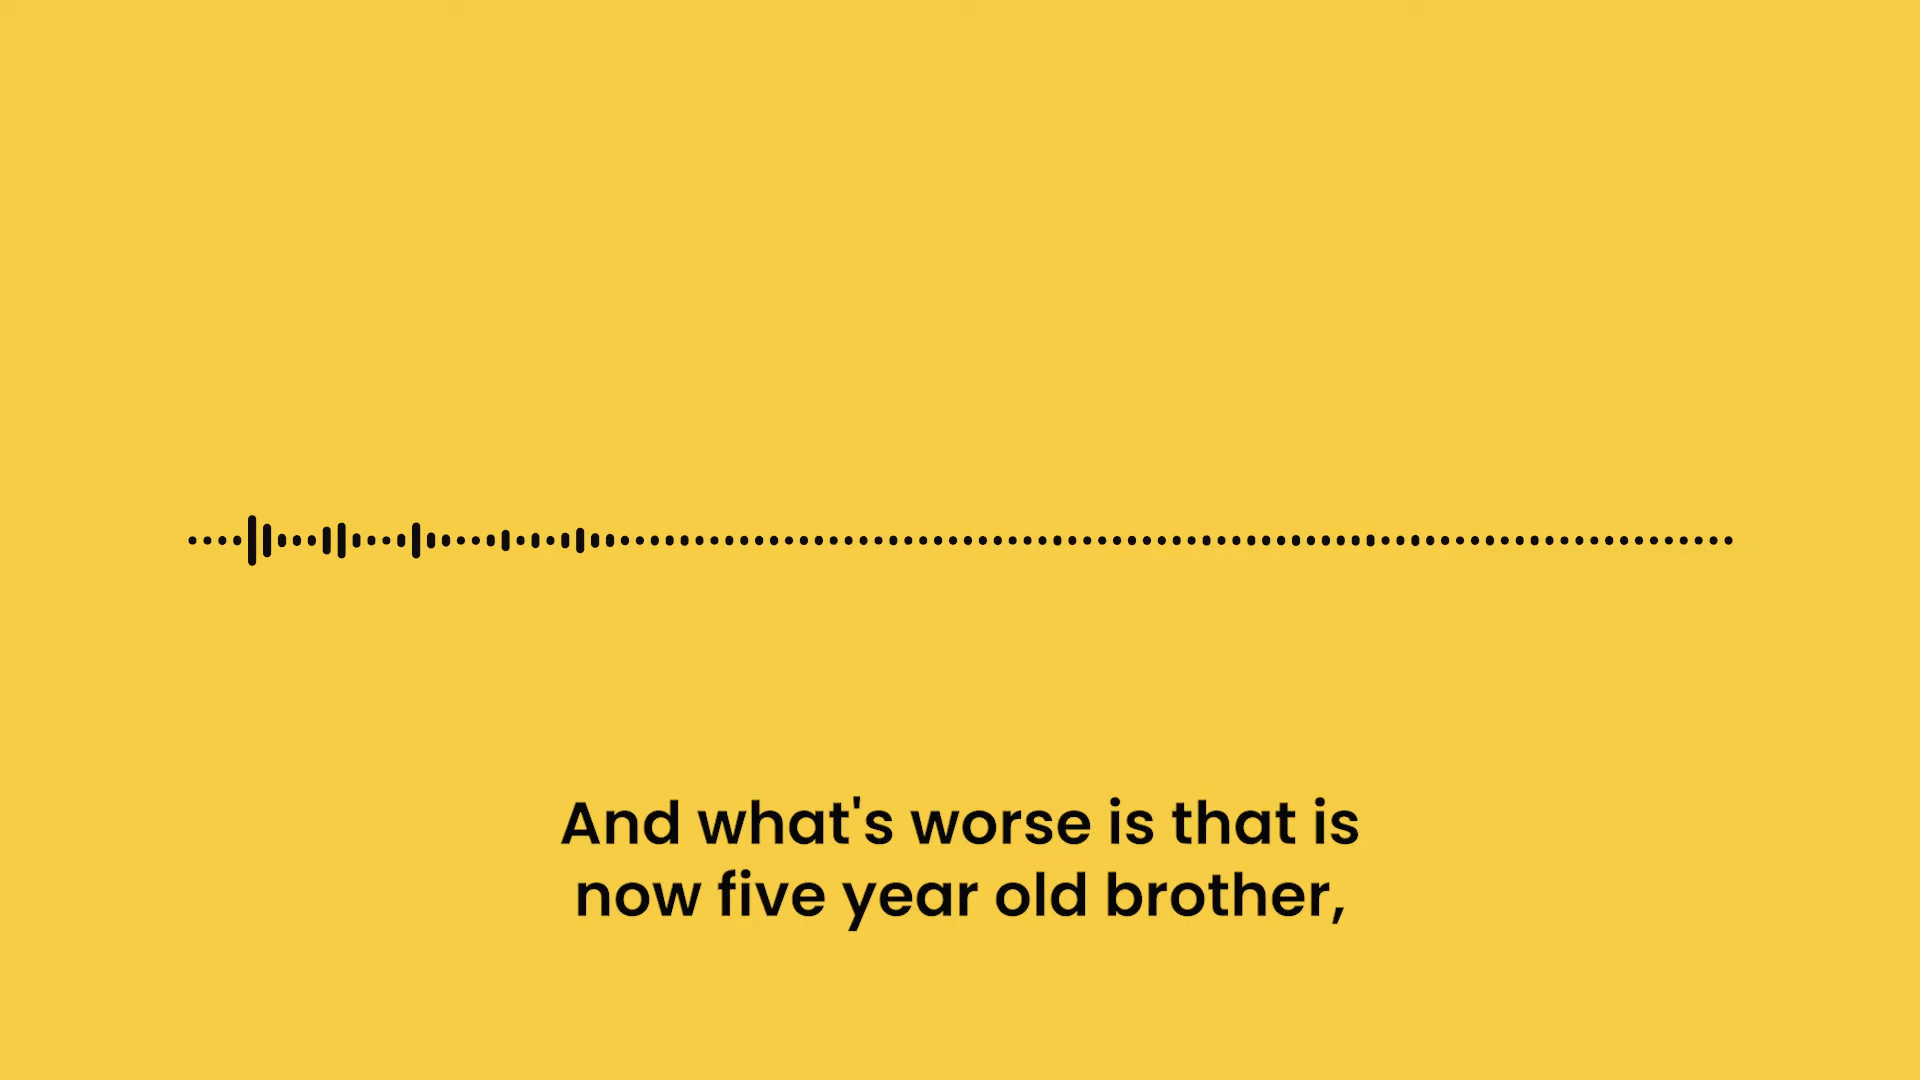 And what's worse is that is
now five year old brother,